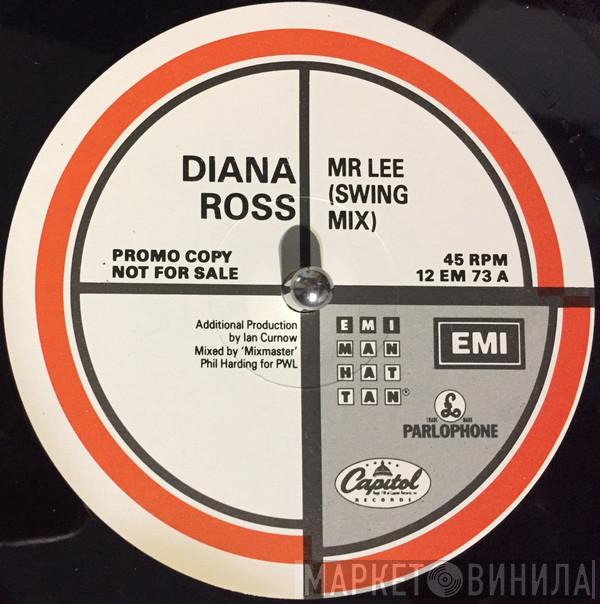 DIANA
ROSS
MR LEE
(SWING
MIX)
PROMO COPY
NOT FOR SALE
45 RPM
12 EM 73 A
Additional Production
by Ian Curnow
Mixed by 'Mixmaster'
Phil Harding for PWL
EMI
MAN
HAT
TAN®
EMI
TRADE MARK
PARLOPHONE
Capitol
RECORDS
МАРКЕТ ВИНИЛА